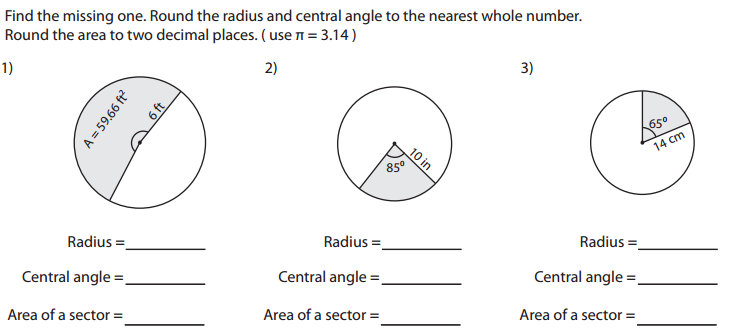 Find the missing one. Round the radius and central angle to the nearest whole number.
Round the area to two decimal places. ( use π = 3.14 )
1)
A = 59.66 ft²
6 ft
Radius =
Central angle =
Area of a sector =
2)
85⁰
10 in
Radius =
Central angle =
Area of a sector =
3)
65⁰
14 cm
Radius =
Central angle =
Area of a sector =